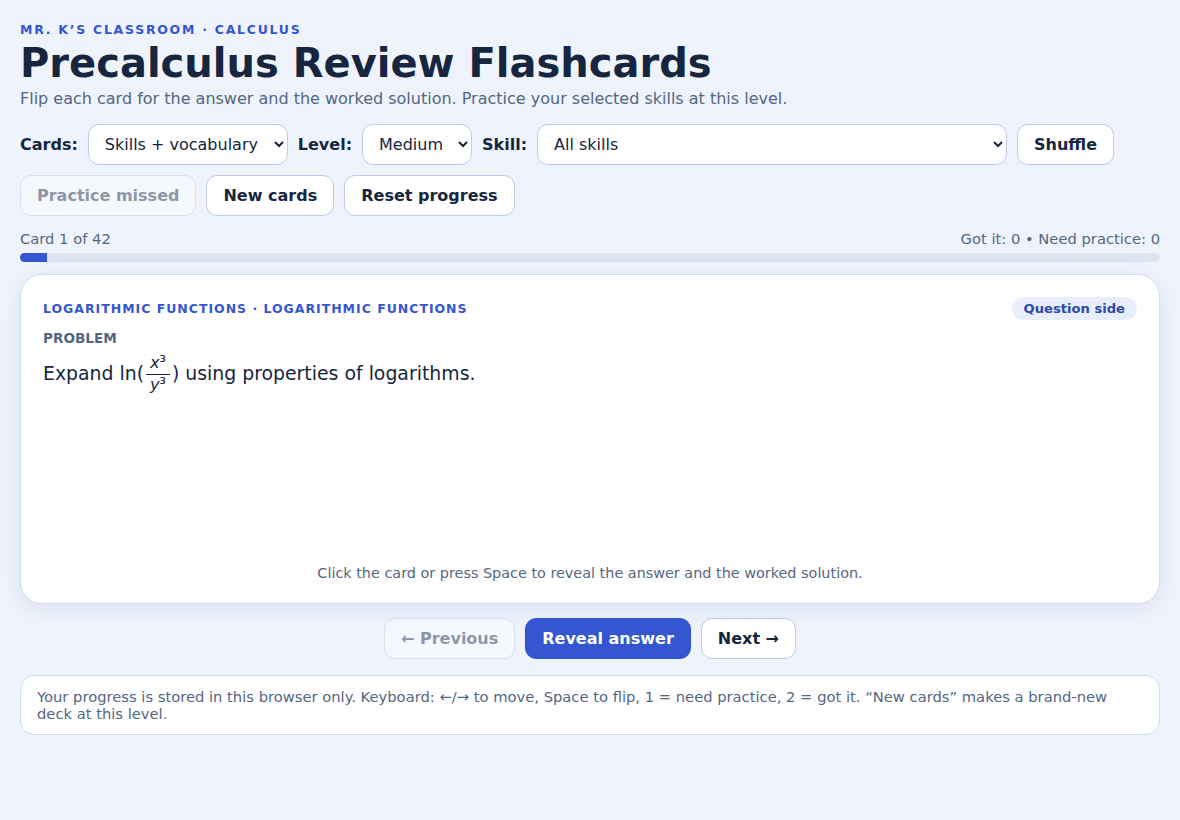 MR. K’S CLASSROOM · CALCULUS
Precalculus Review Flashcards
Flip each card for the answer and the worked solution. Practice your selected skills at this level.
Cards: Skills + vocabulary Level: Medium Skill: All skills Shuffle
Practice missed New cards Reset progress
Card 1 of 42 Got it: 0 • Need practice: 0
LOGARITHMIC FUNCTIONS · LOGARITHMIC FUNCTIONS Question side
PROBLEM
Expand ln(x³/y³) using properties of logarithms.
Click the card or press Space to reveal the answer and the worked solution.
← Previous Reveal answer Next →
Your progress is stored in this browser only. Keyboard: ←/→ to move, Space to flip, 1 = need practice, 2 = got it. “New cards” makes a brand-new
deck at this level.